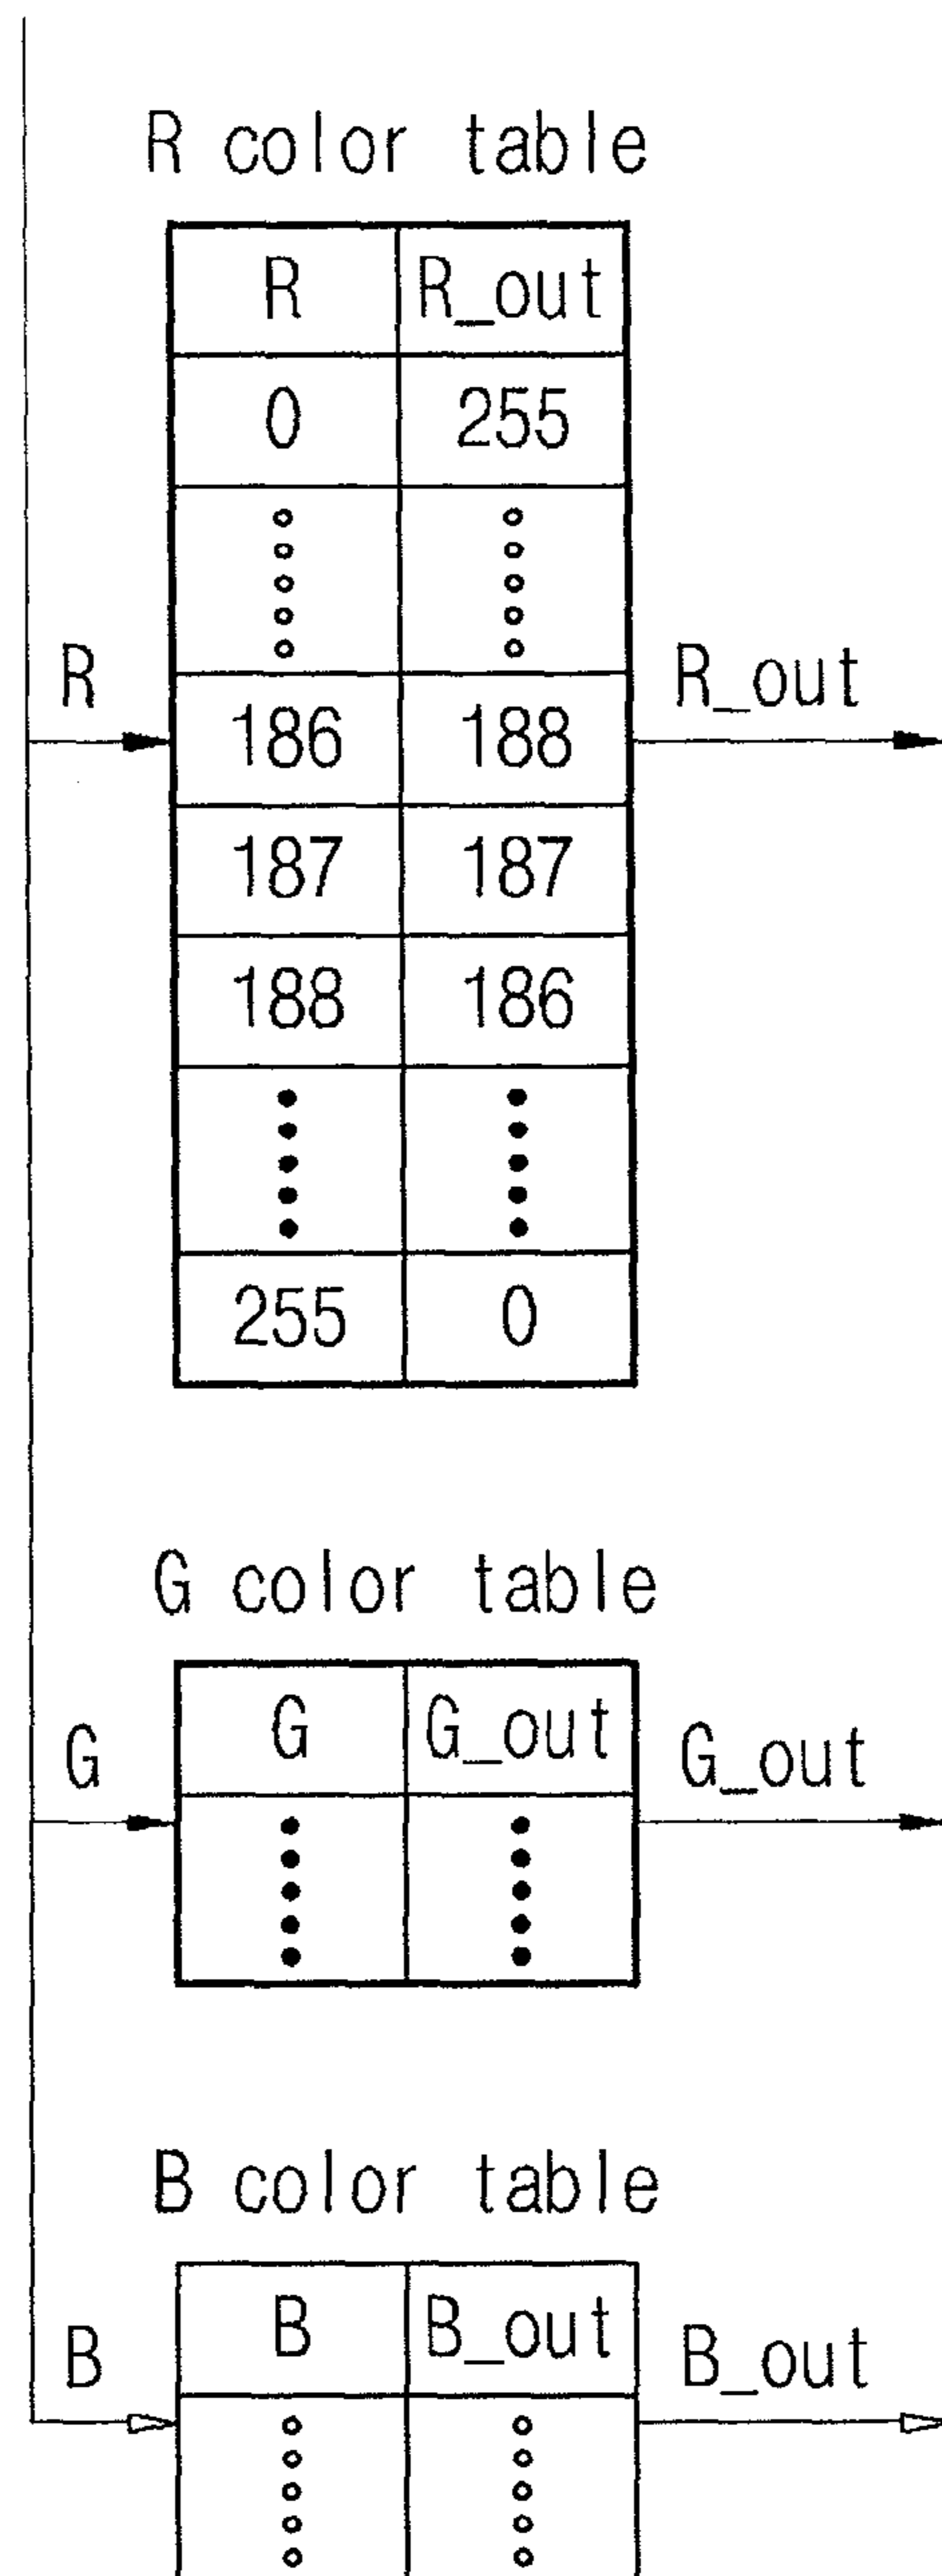 R color table
R R_out
0 255
R R_out
186 188
187 187
188 186
255 0
G color table
G G_out
G G_out
B color table
B B_out
B B_out